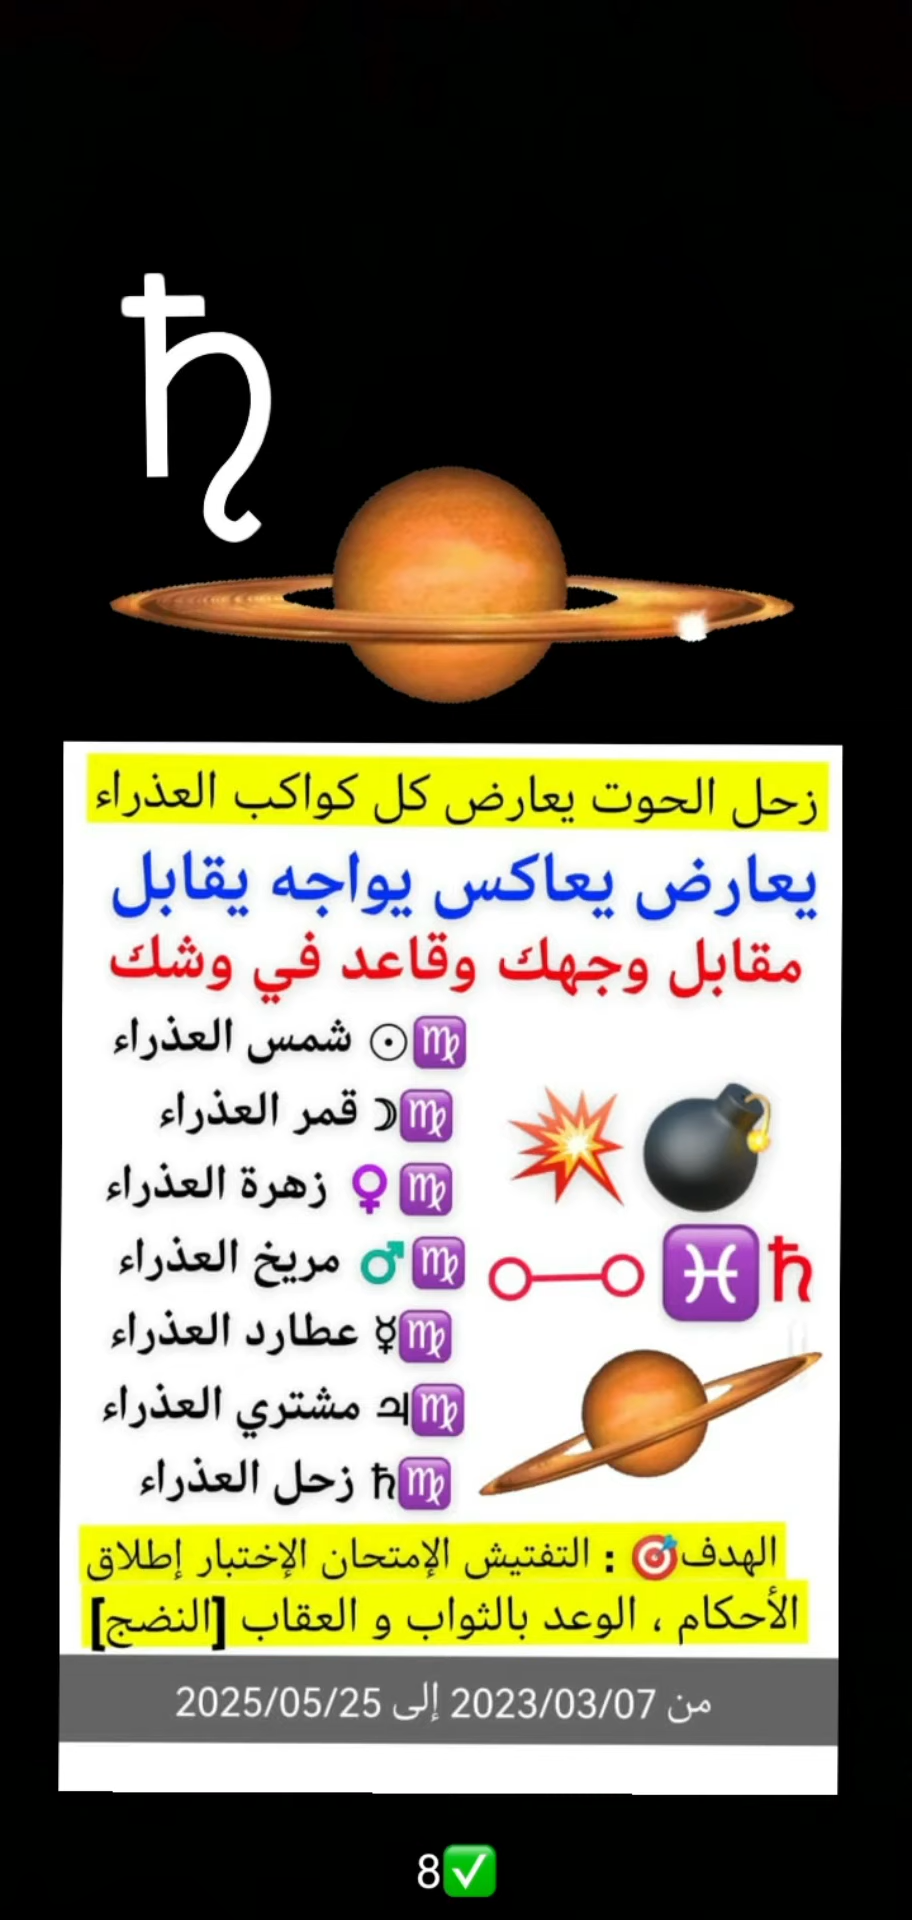 ♄
زحل الحوت يعارض كل كواكب العذراء
يعارض يعاكس يواجه يقابل
مقابل وجهك وقاعد في وشك
♍☉ شمس العذراء
♍☽ قمر العذراء
♍♀ زهرة العذراء
♍♂ مريخ العذراء
♍☿ عطارد العذراء
♍♃ مشتري العذراء
♍♄ زحل العذراء
💥💣
♄♓☍
الهدف🎯 : التفتيش الإمتحان الإختبار إطلاق
الأحكام ، الوعد بالثواب و العقاب [النضج]
من 2023/03/07 إلى 2025/05/25
8✅